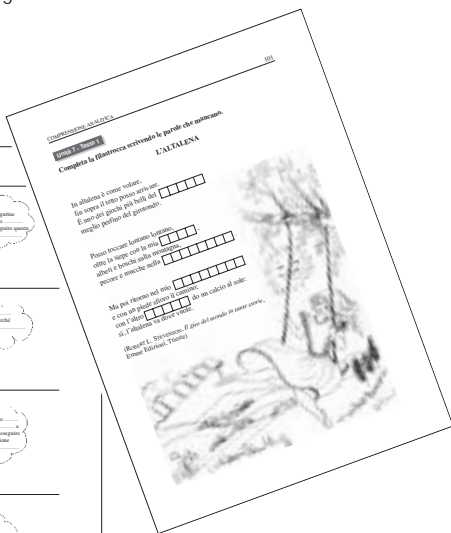 101
COMPRENSIONE ANALITICA
Unità 7 - Testo 1
Completa la filastrocca scrivendo le parole che mancano.
L'ALTALENA
In altalena è come volare,
fin sopra il tetto posso arrivare.
È uno dei giochi più belli del
meglio perfino del girotondo.
Posso toccare lontano lontano,
oltre la siepe con la mia
alberi e boschi sulla montagna,
pecore e mucche nella
Ma poi ritorno nel mio
e con un piede sfioro il camino;
con l'altro do un calcio al sole:
sì, l'altalena va dove vuole.
(ROBERT L. STEVENSON, Il giro del mondo in tante storie,
Emme Edizioni, Trieste)